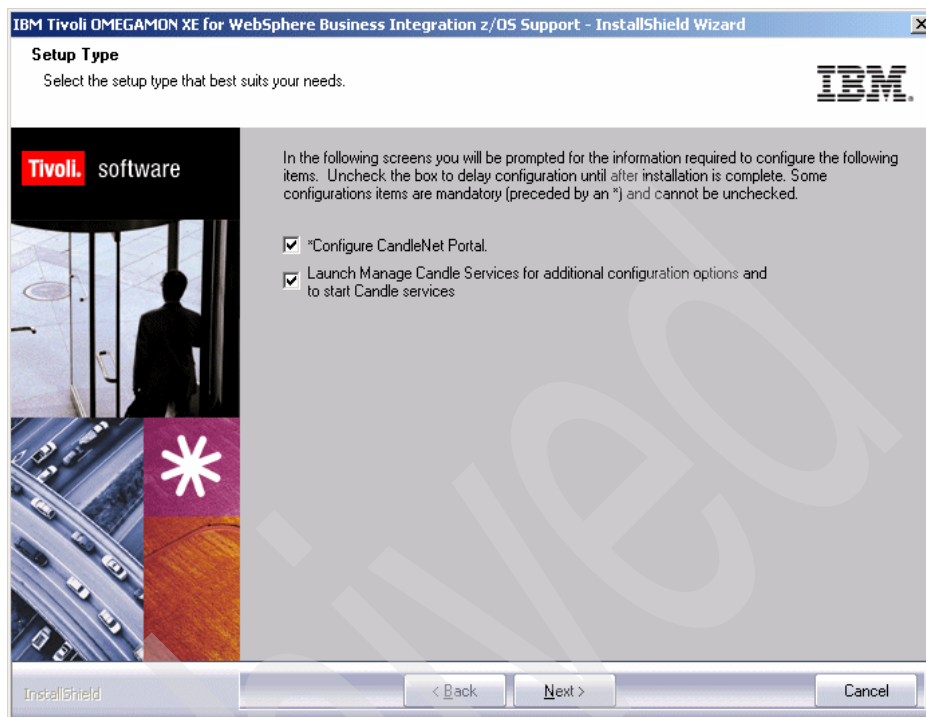 IBM Tivoli OMEGAMON XE for WebSphere Business Integration z/OS Support - InstallShield Wizard
Setup Type
Select the setup type that best suits your needs.
IBM.
Tivoli. software
In the following screens you will be prompted for the information required to configure the following
items. Uncheck the box to delay configuration until after installation is complete. Some
configurations items are mandatory (preceded by an *) and cannot be unchecked.
*Configure CandleNet Portal.
Launch Manage Candle Services for additional configuration options and
to start Candle services
InstallShield
< Back
Next >
Cancel